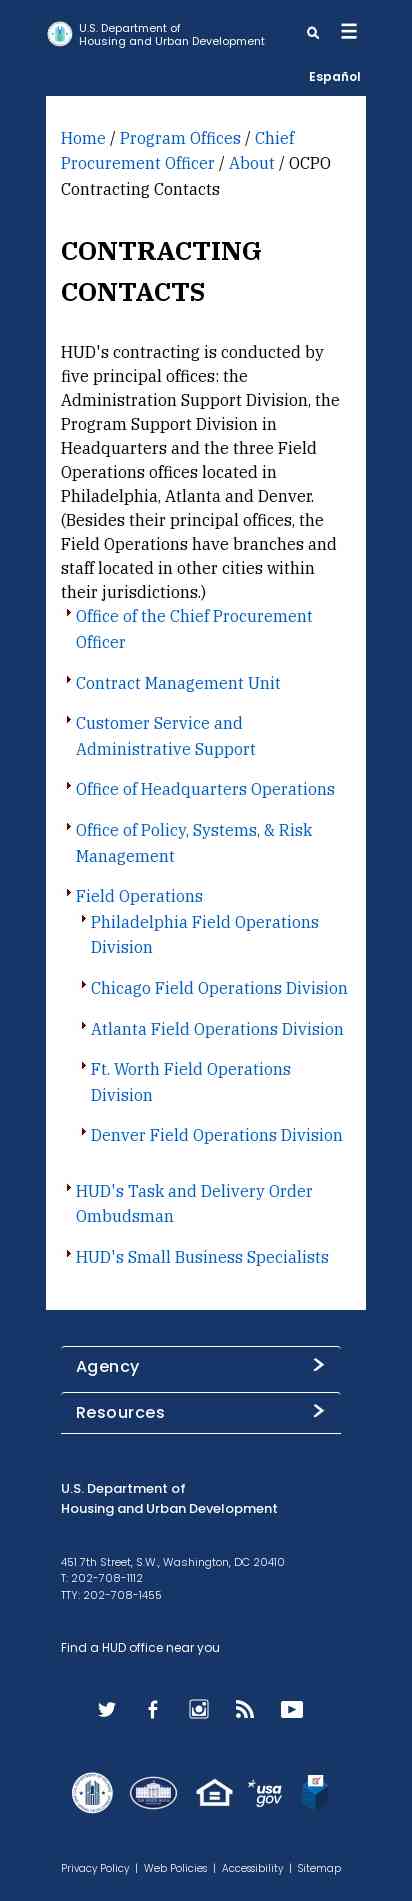 U.S. Department of
Housing and Urban Development
Español
Home / Program Offices / Chief
Procurement Officer / About / OCPO
Contracting Contacts
CONTRACTING
CONTACTS
HUD's contracting is conducted by
five principal offices: the
Administration Support Division, the
Program Support Division in
Headquarters and the three Field
Operations offices located in
Philadelphia, Atlanta and Denver.
(Besides their principal offices, the
Field Operations have branches and
staff located in other cities within
their jurisdictions.)
Office of the Chief Procurement
Officer
Contract Management Unit
Customer Service and
Administrative Support
Office of Headquarters Operations
Office of Policy, Systems, & Risk
Management
Field Operations
Philadelphia Field Operations
Division
Chicago Field Operations Division
Atlanta Field Operations Division
Ft. Worth Field Operations
Division
Denver Field Operations Division
HUD's Task and Delivery Order
Ombudsman
HUD's Small Business Specialists
Agency
Resources
U.S. Department of
Housing and Urban Development
451 7th Street, S.W., Washington, DC 20410
T: 202-708-1112
TTY: 202-708-1455
Find a HUD office near you
usa
gov
Privacy Policy | Web Policies | Accessibility | Sitemap